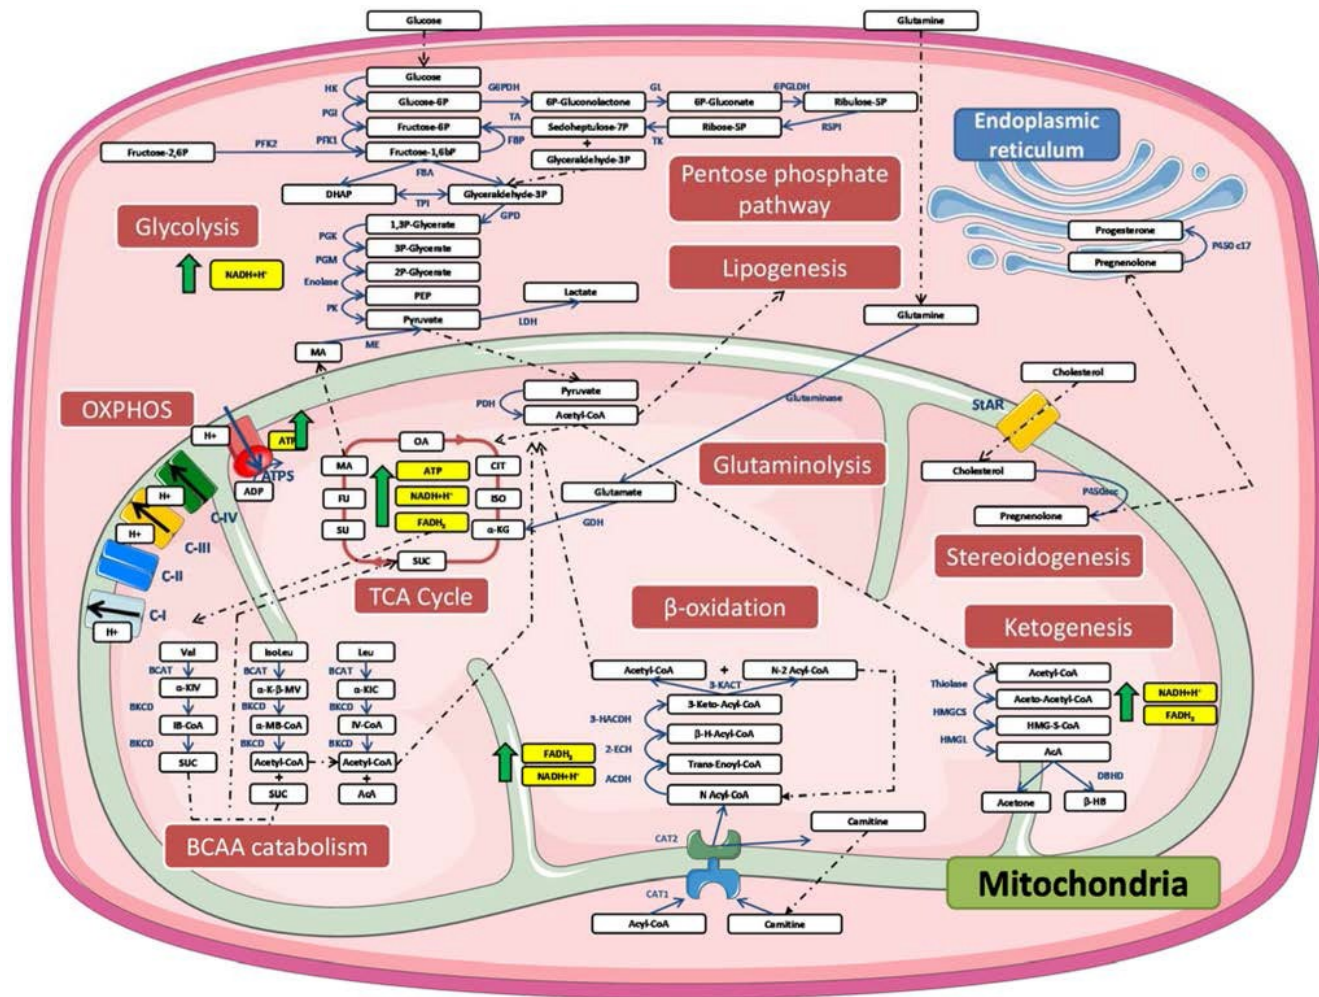 Glucose
Glutamine
Glucose
HK
G6PDH
GL
6PGLDH
Glucose-6P
6P-Gluconolactone
6P-Gluconate
Ribulose-5P
PGI
TA
RSPI
Fructose-6P
Sedoheptulose-7P
Ribose-5P
PFK2
PFK1
FBP
+
TK
Fructose-2,6P
Fructose-1,6bP
Glyceraldehyde-3P
FBA
DHAP
TPI
Glyceraldehyde-3P
GPD
Endoplasmic
reticulum
Pentose phosphate
pathway
Glycolysis
NADH+H+
1,3P-Glycerate
PGK
3P-Glycerate
PGM
2P-Glycerate
Enolase
PEP
PK
Pyruvate
Lactate
LDH
ME
MA
Lipogenesis
Progesterone
P450 c17
Pregnenolone
Glutamine
Glutaminase
OXPHOS
Pyruvate
PDH
Acetyl-CoA
Cholesterol
StAR
Cholesterol
P450scc
Pregnenolone
Stereoidogenesis
Glutaminolysis
Glutamate
GDH
H+
ATP
ATPS
ADP
H+
C-IV
H+
C-III
C-II
C-I
H+
OA
MA
CIT
ATP
FU
NADH+H+
ISO
SU
FADH2
α-KG
SUC
TCA Cycle
β-oxidation
Ketogenesis
Val
IsoLeu
Leu
BCAT
BCAT
BCAT
α-KIV
α-K-β-MV
α-KIC
BKCD
BKCD
BKCD
IB-CoA
α-MB-CoA
IV-CoA
BKCD
BKCD
BKCD
SUC
Acetyl-CoA
Acetyl-CoA
+
+
SUC
AcA
BCAA catabolism
Acetyl-CoA
+
N-2 Acyl-CoA
3-KACT
3-Keto-Acyl-CoA
3-HACDH
β-H-Acyl-CoA
2-ECH
Trans-Enoyl-CoA
ACDH
N Acyl-CoA
FADH2
NADH+H+
CAT2
Carnitine
CAT1
Acyl-CoA
Carnitine
Acetyl-CoA
Thiolase
Aceto-Acetyl-CoA
HMGCS
HMG-S-CoA
HMGL
AcA
NADH+H+
FADH2
DBHD
Acetone
β-HB
Mitochondria